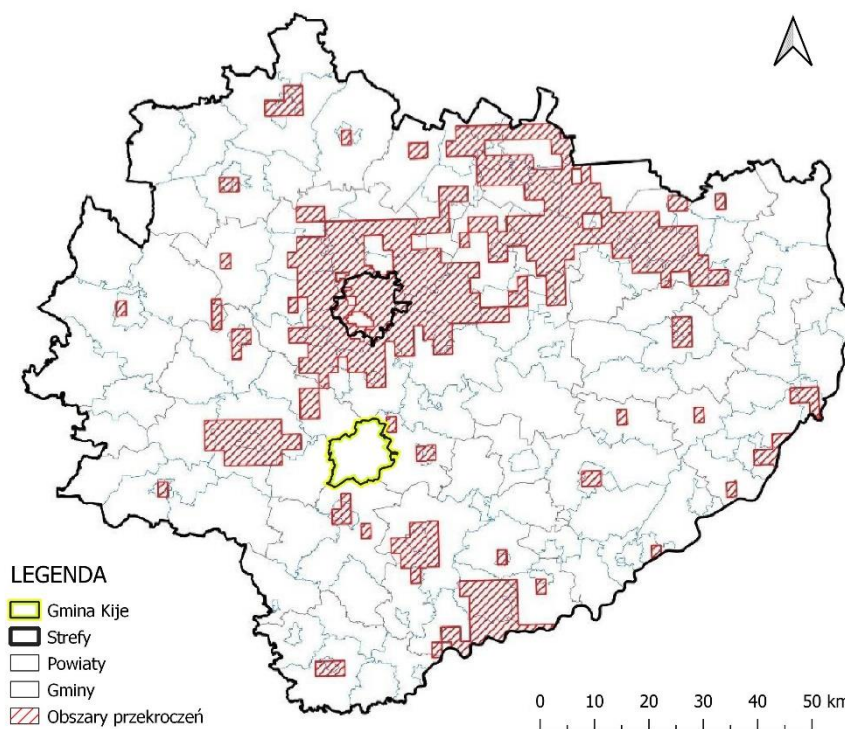 LEGENDA
Gmina Kije
Strefy
Powiaty
Gminy
Obszary przekroczeń
0 10 20 30 40 50 km